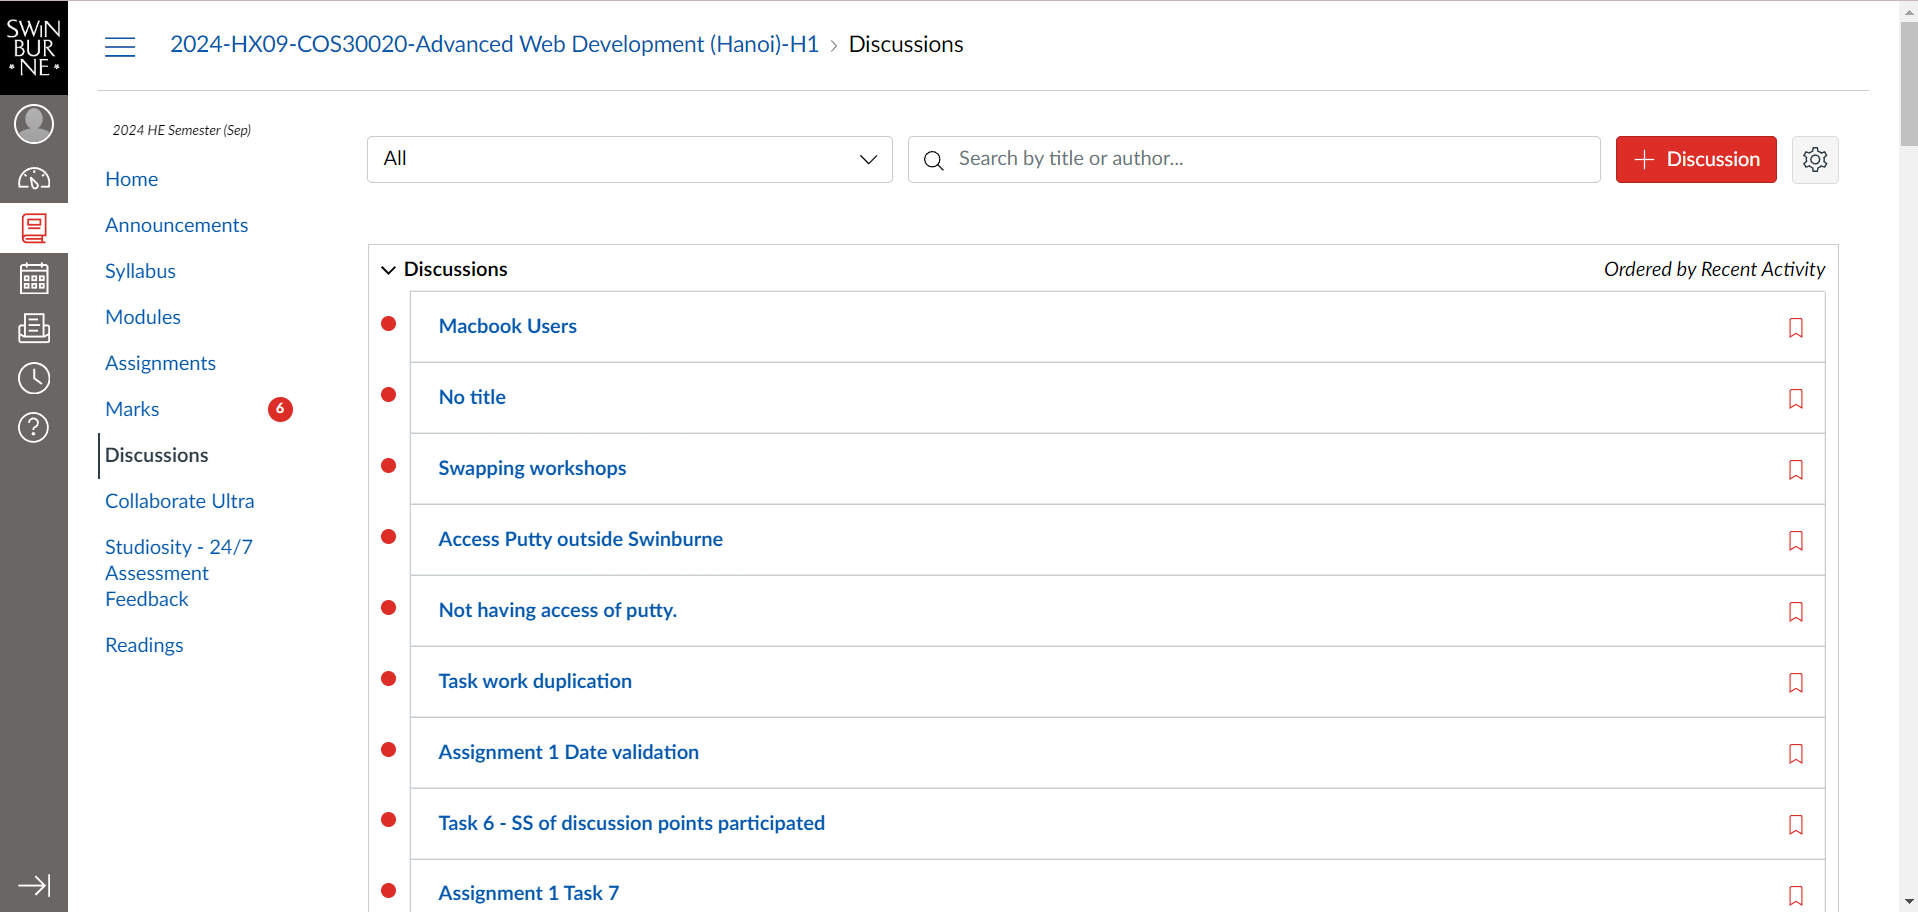 SWIN
BUR
*NE*
2024-HX09-COS30020-Advanced Web Development (Hanoi)-H1 > Discussions
2024 HE Semester (Sep)
Home
Announcements
Syllabus
Modules
Assignments
Marks 6
Discussions
Collaborate Ultra
Studiosity - 24/7
Assessment
Feedback
Readings
All
Search by title or author...
+ Discussion
Discussions
Ordered by Recent Activity
Macbook Users
No title
Swapping workshops
Access Putty outside Swinburne
Not having access of putty.
Task work duplication
Assignment 1 Date validation
Task 6 - SS of discussion points participated
Assignment 1 Task 7